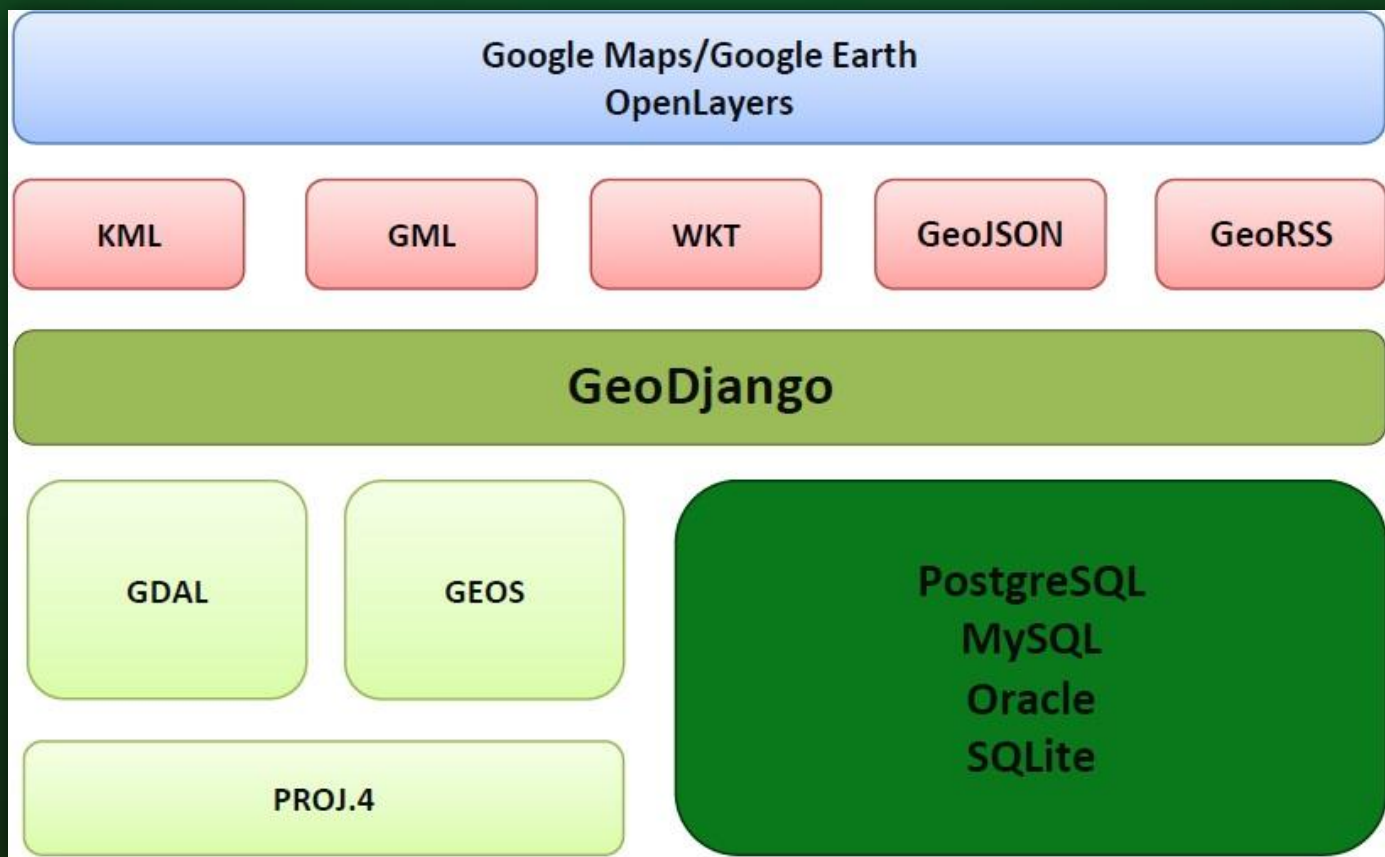 Google Maps/Google Earth
OpenLayers
KML
GML
WKT
GeoJSON
GeoRSS
GeoDjango
GDAL
GEOS
PostgreSQL
MySQL
Oracle
SQLite
PROJ.4